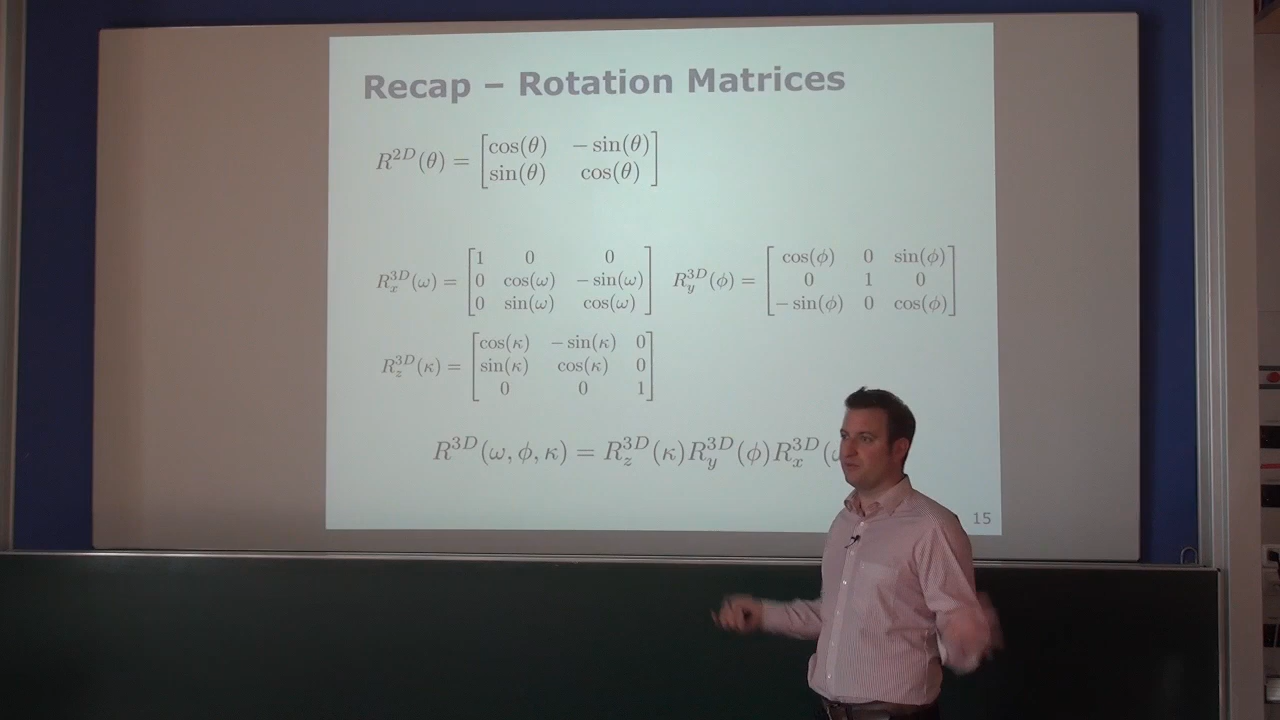 Recap – Rotation Matrices
R^{2D}(θ) = [cos(θ) −sin(θ); sin(θ) cos(θ)]
R_x^{3D}(ω) = [1 0 0; 0 cos(ω) −sin(ω); 0 sin(ω) cos(ω)] R_y^{3D}(ϕ) = [cos(ϕ) 0 sin(ϕ); 0 1 0; −sin(ϕ) 0 cos(ϕ)]
R_z^{3D}(κ) = [cos(κ) −sin(κ) 0; sin(κ) cos(κ) 0; 0 0 1]
R^{3D}(ω, ϕ, κ) = R_z^{3D}(κ)R_y^{3D}(ϕ)R_x^{3D}(
15